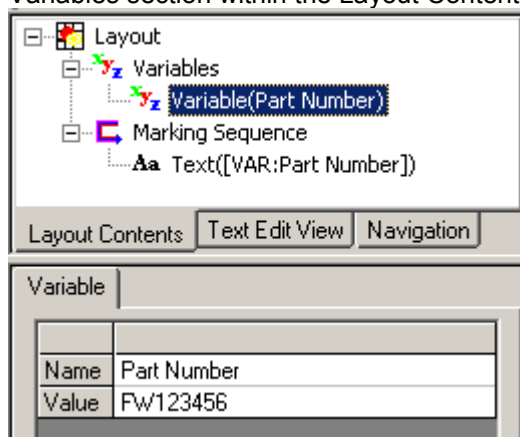 Variables section within the Layout Content
Layout
Variables
Variable(Part Number)
Marking Sequence
Aa Text([VAR:Part Number])
Layout Contents Text Edit View Navigation
Variable
Name Part Number
Value FW123456